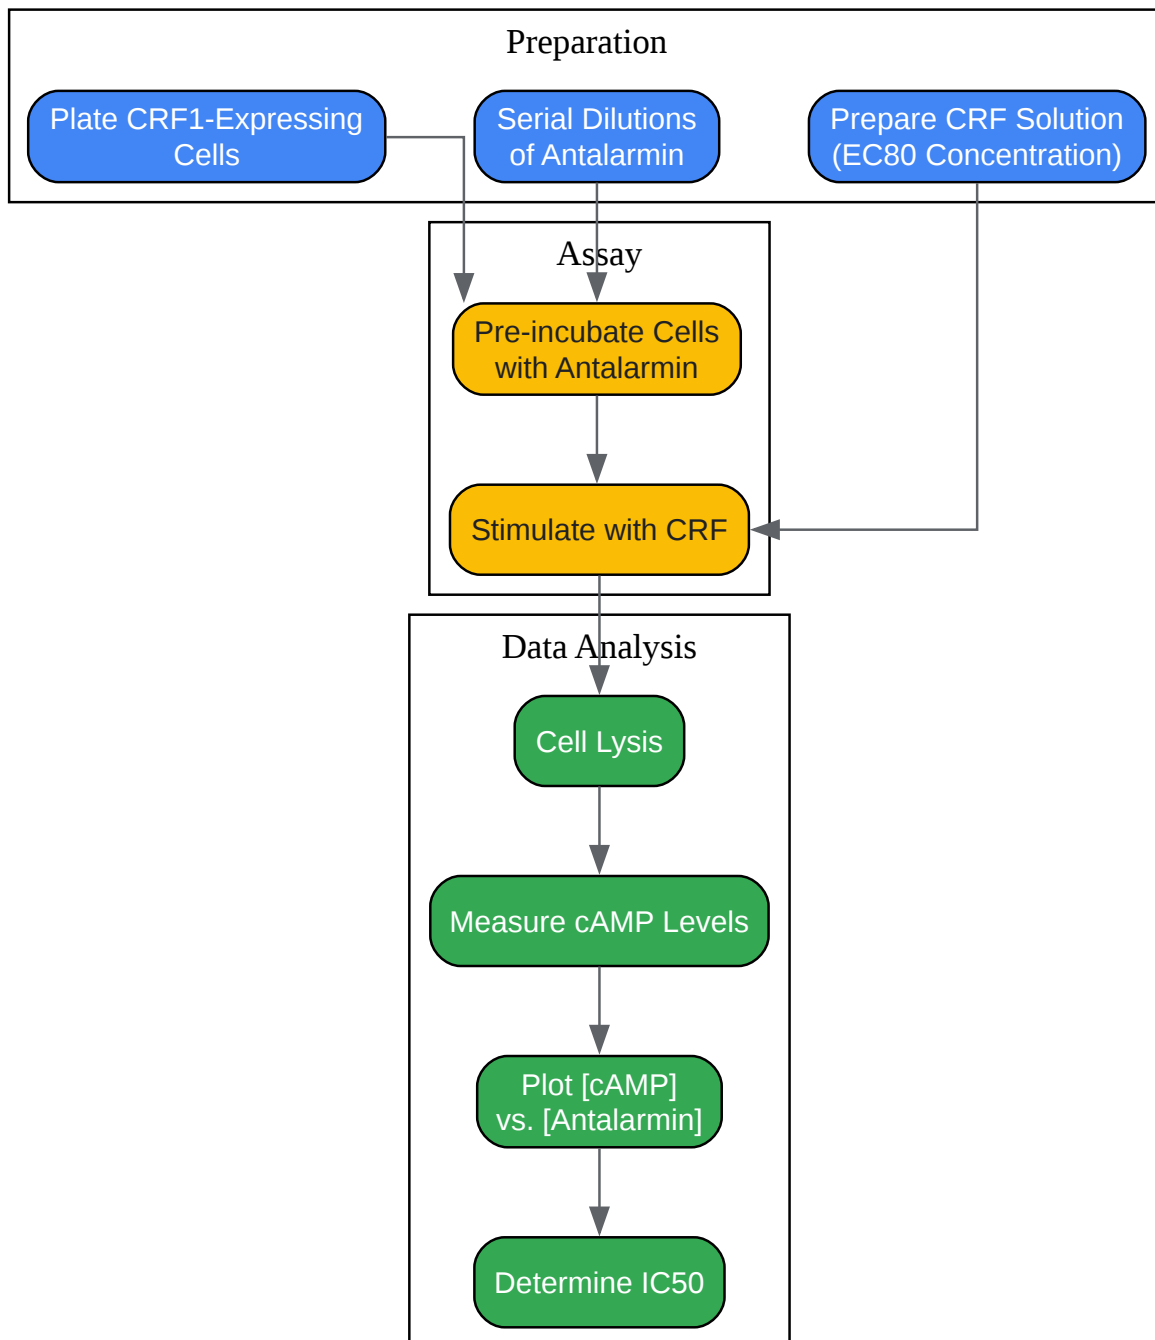 Preparation
Plate CRF1-Expressing
Cells
Serial Dilutions
of Antalarmin
Prepare CRF Solution
(EC80 Concentration)
Assay
Pre-incubate Cells
with Antalarmin
Stimulate with CRF
Data Analysis
Cell Lysis
Measure cAMP Levels
Plot [cAMP]
vs. [Antalarmin]
Determine IC50